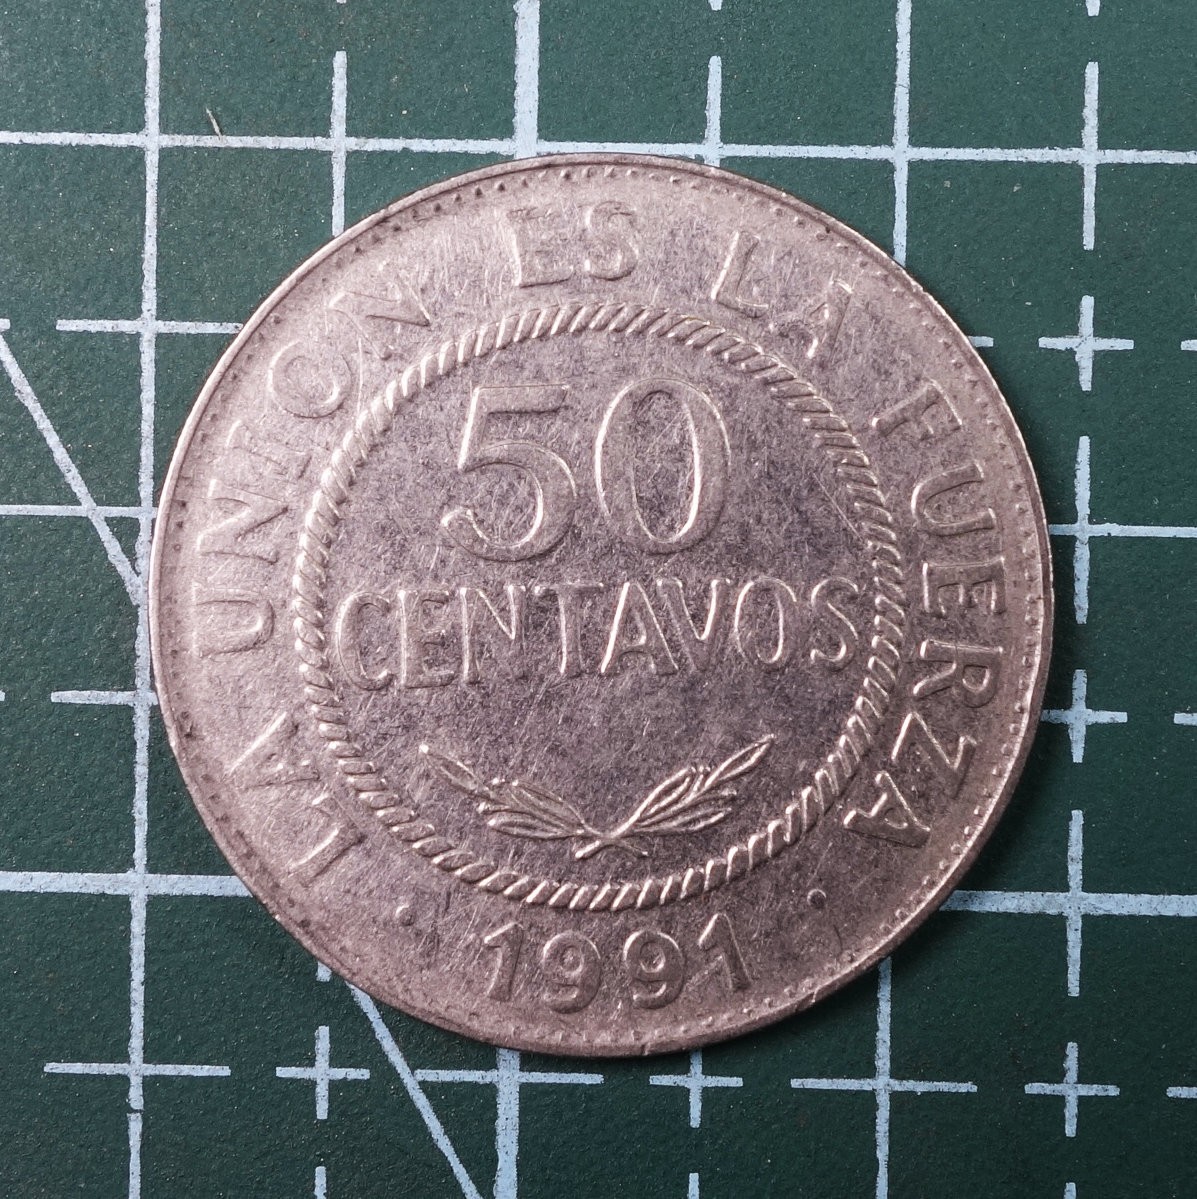 LA UNION ES LA FUERZA
50
CENTAVOS
· 1991 ·